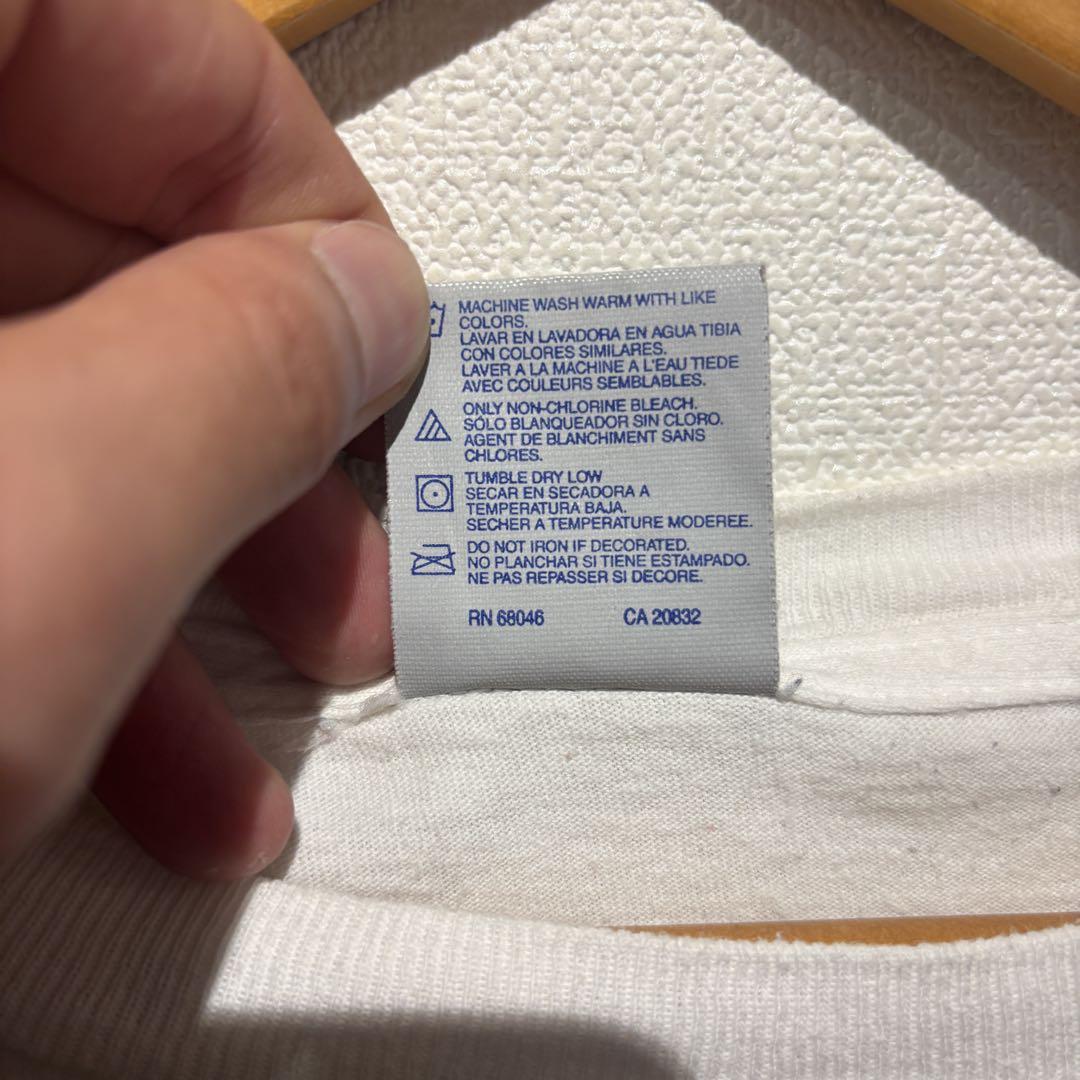 MACHINE WASH WARM WITH LIKE
COLORS.
LAVAR EN LAVADORA EN AGUA TIBIA
CON COLORES SIMILARES.
LAVER A LA MACHINE A L'EAU TIEDE
AVEC COULEURS SEMBLABLES.
ONLY NON-CHLORINE BLEACH.
SÓLO BLANQUEADOR SIN CLORO.
AGENT DE BLANCHIMENT SANS
CHLORES.
TUMBLE DRY LOW
SECAR EN SECADORA A
TEMPERATURA BAJA.
SECHER A TEMPERATURE MODEREE.
DO NOT IRON IF DECORATED.
NO PLANCHAR SI TIENE ESTAMPADO.
NE PAS REPASSER SI DECORE.
RN 68046 CA 20832